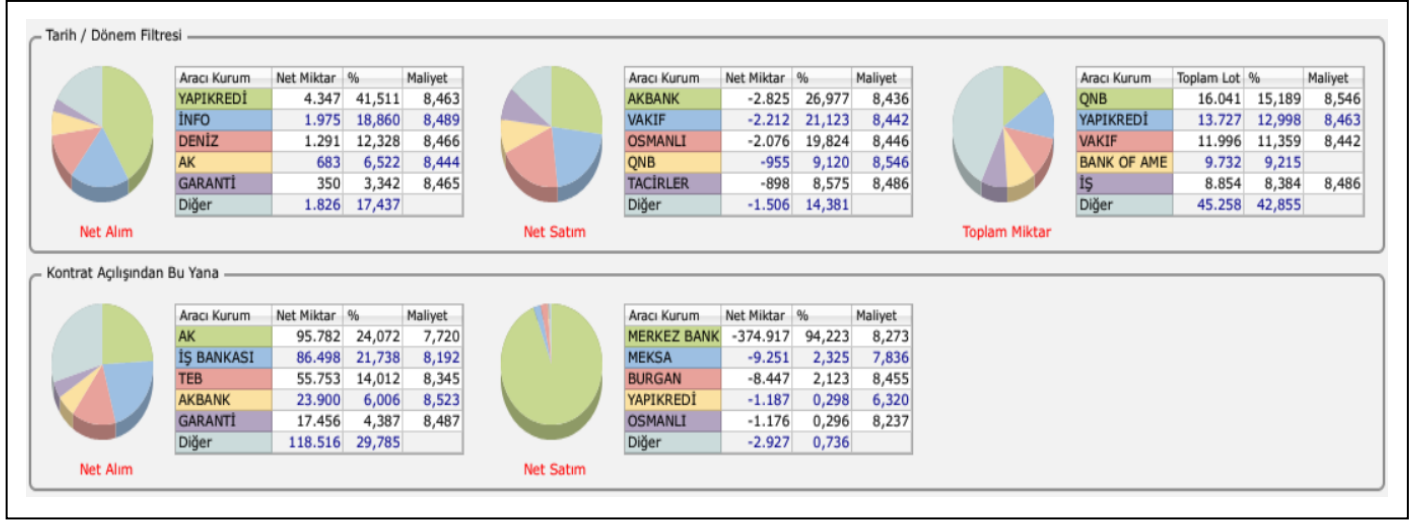 Tarih / Dönem Filtresi
Aracı Kurum Net Miktar % Maliyet
YAPIKREDİ 4.347 41,511 8,463
İNFO 1.975 18,860 8,489
DENİZ 1.291 12,328 8,466
AK 683 6,522 8,444
GARANTİ 350 3,342 8,465
Diğer 1.826 17,437
Net Alım
Aracı Kurum Net Miktar % Maliyet
AKBANK -2.825 26,977 8,436
VAKIF -2.212 21,123 8,442
OSMANLI -2.076 19,824 8,446
QNB -955 9,120 8,546
TACİRLER -898 8,575 8,486
Diğer -1.506 14,381
Net Satım
Aracı Kurum Toplam Lot % Maliyet
QNB 16.041 15,189 8,546
YAPIKREDİ 13.727 12,998 8,463
VAKIF 11.996 11,359 8,442
BANK OF AME 9.732 9,215
İŞ 8.854 8,384 8,486
Diğer 45.258 42,855
Toplam Miktar
Kontrat Açılışından Bu Yana
Aracı Kurum Net Miktar % Maliyet
AK 95.782 24,072 7,720
İŞ BANKASI 86.498 21,738 8,192
TEB 55.753 14,012 8,345
AKBANK 23.900 6,006 8,523
GARANTİ 17.456 4,387 8,487
Diğer 118.516 29,785
Net Alım
Aracı Kurum Net Miktar % Maliyet
MERKEZ BANK -374.917 94,223 8,273
MEKSA -9.251 2,325 7,836
BURGAN -8.447 2,123 8,455
YAPIKREDİ -1.187 0,298 6,320
OSMANLI -1.176 0,296 8,237
Diğer -2.927 0,736
Net Satım